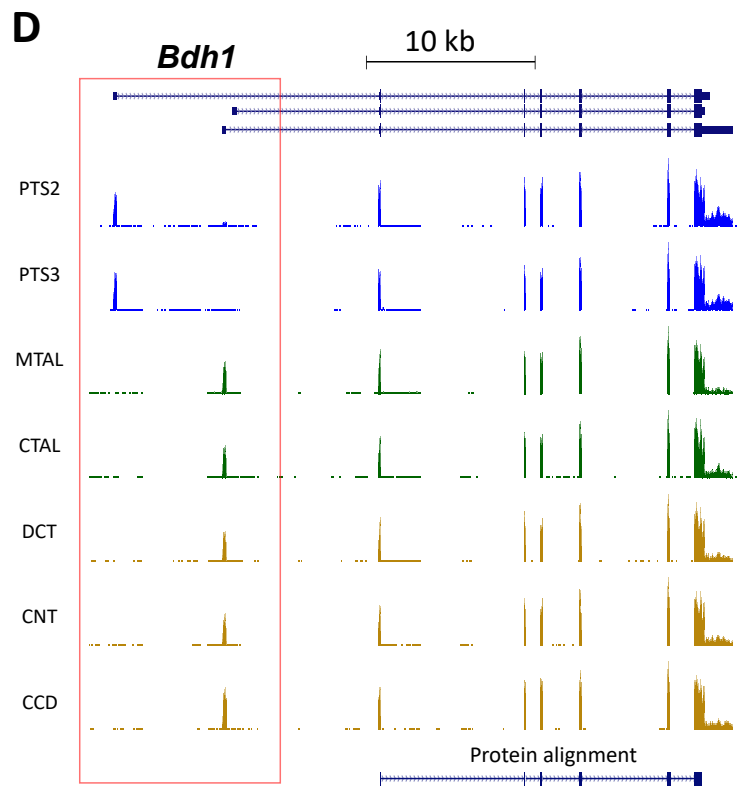 D
Bdh1
10 kb
PTS2
PTS3
MTAL
CTAL
DCT
CNT
CCD
Protein alignment